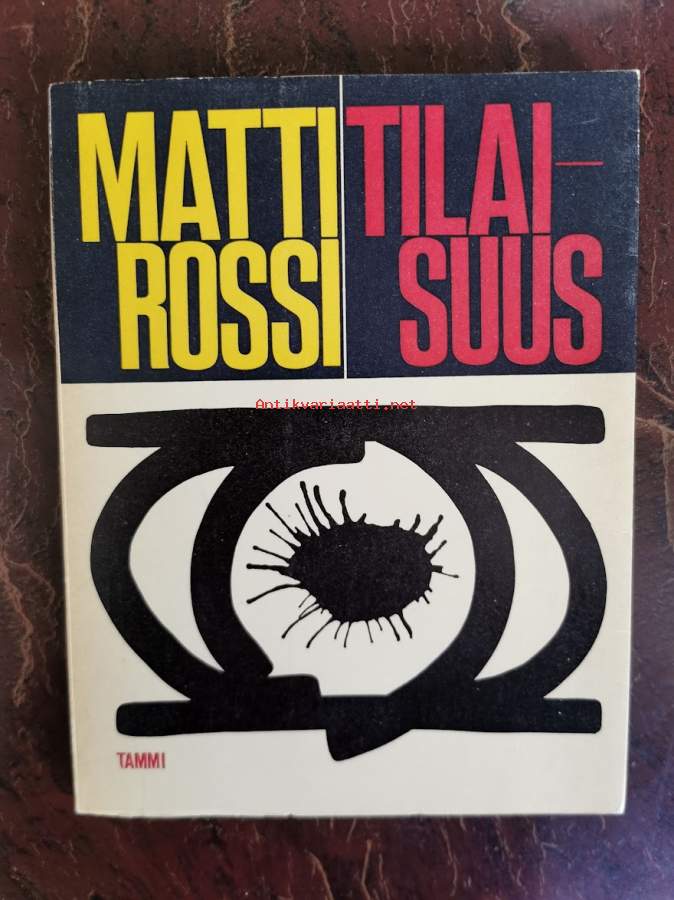 MATTI
ROSSI
TILAI–
SUUS
Antikvariaatti.net
TAMMI